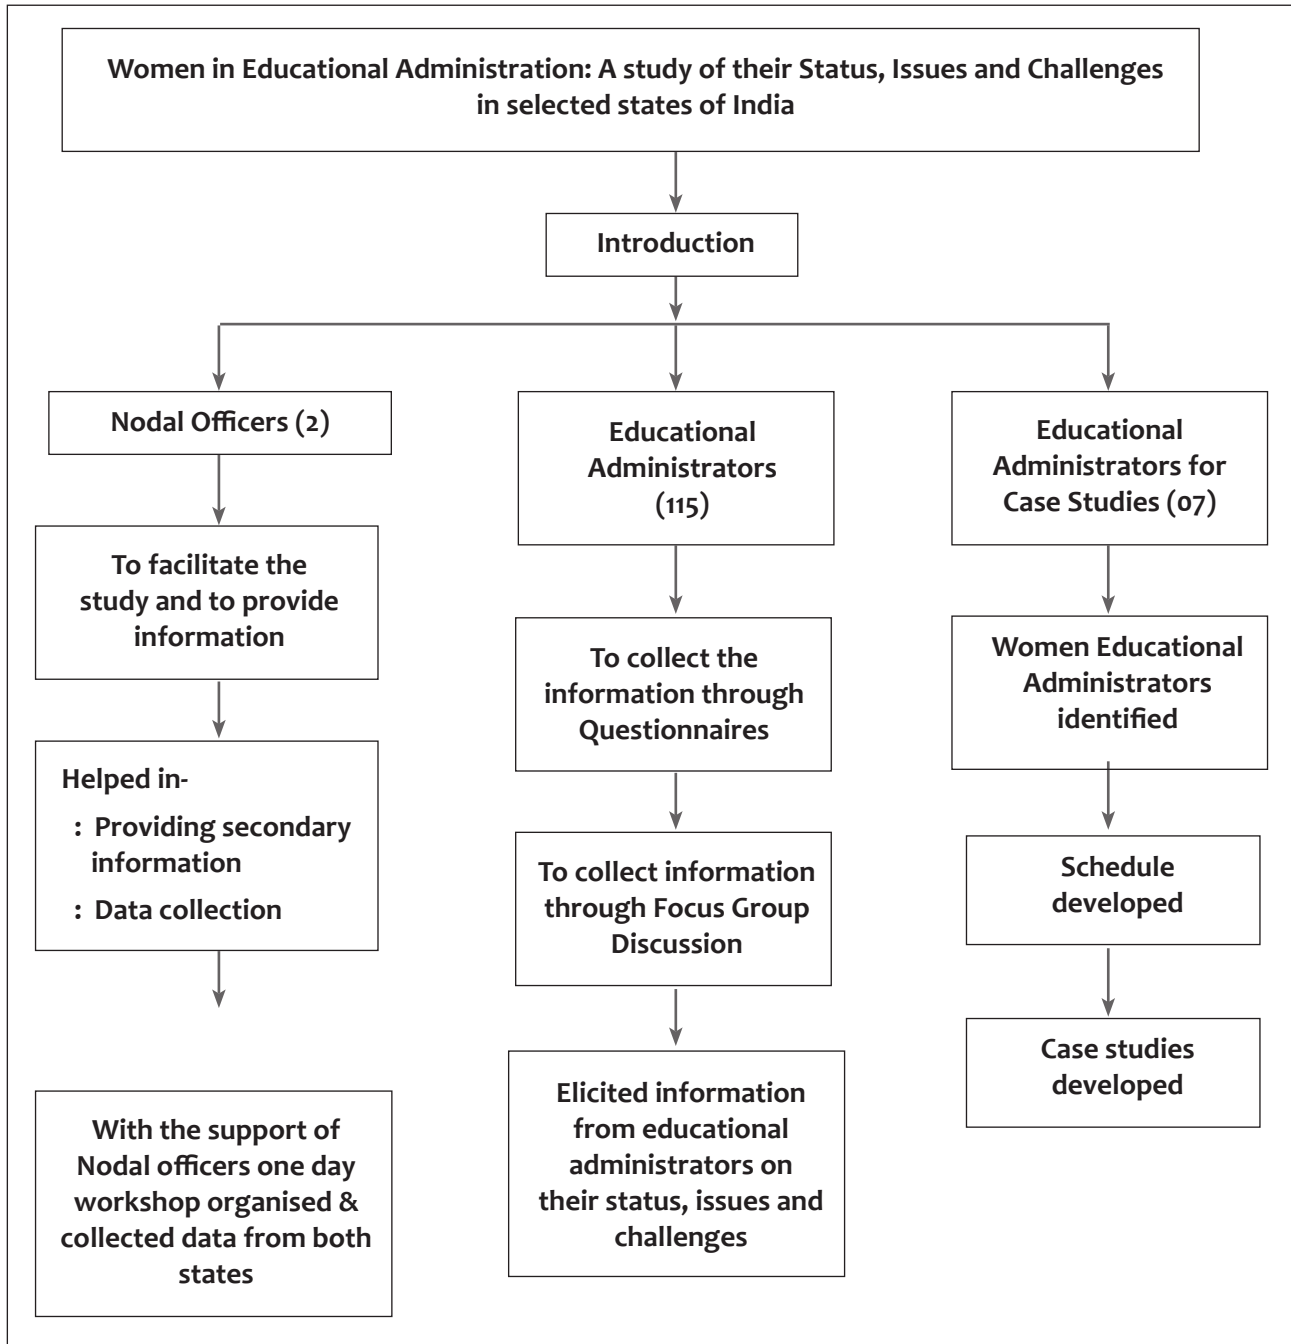 Women in Educational Administration: A study of their Status, Issues and Challenges
in selected states of India
Introduction
Nodal Officers (2)
To facilitate the
study and to provide
information
Helped in-
: Providing secondary
information
: Data collection
With the support of
Nodal officers one day
workshop organised &
collected data from both
states
Educational
Administrators
(115)
To collect the
information through
Questionnaires
To collect information
through Focus Group
Discussion
Elicited information
from educational
administrators on
their status, issues and
challenges
Educational
Administrators for
Case Studies (07)
Women Educational
Administrators
identified
Schedule
developed
Case studies
developed